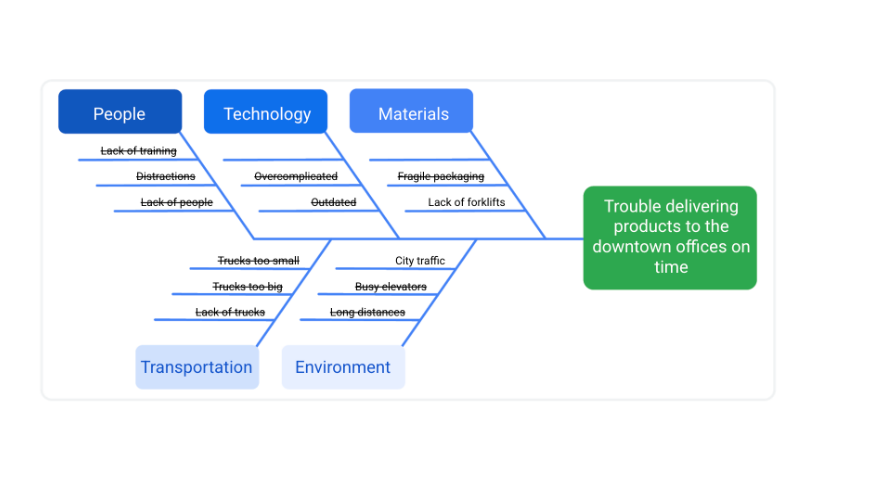 People
Technology
Materials
Lack of training
Distractions
Overcomplicated
Fragile packaging
Lack of people
Outdated
Lack of forklifts
Trouble delivering
products to the
downtown offices on
time
Trucks too small
City traffic
Trucks too big
Busy elevators
Lack of trucks
Long distances
Transportation
Environment